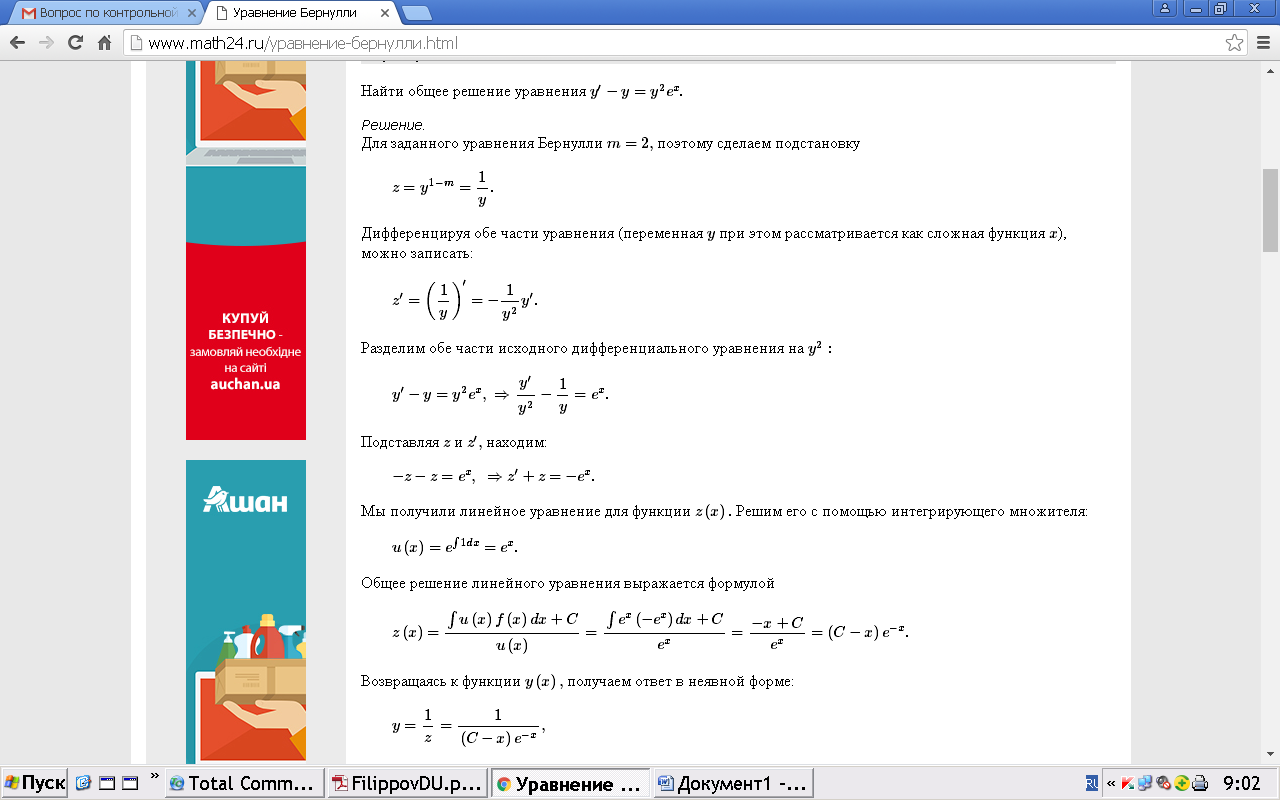 Вопрос по контрольной
Уравнение Бернулли
www.math24.ru/уравнение-бернулли.html
Найти общее решение уравнения y′ − y = y²eˣ.
Решение.
Для заданного уравнения Бернулли m = 2, поэтому сделаем подстановку
z = y¹⁻ᵐ = 1/y.
Дифференцируя обе части уравнения (переменная y при этом рассматривается как сложная функция x),
можно записать:
z′ = (1/y)′ = −1/y² y′.
Разделим обе части исходного дифференциального уравнения на y² :
y′ − y = y²eˣ, ⇒ y′/y² − 1/y = eˣ.
Подставляя z и z′, находим:
−z − z = eˣ, ⇒ z′ + z = −eˣ.
Мы получили линейное уравнение для функции z (x) . Решим его с помощью интегрирующего множителя:
u (x) = e^(∫1dx) = eˣ.
Общее решение линейного уравнения выражается формулой
z (x) = (∫u (x) f (x) dx + C)/(u (x)) = (∫eˣ (−eˣ) dx + C)/eˣ = (−x + C)/eˣ = (C − x) e⁻ˣ.
Возвращаясь к функции y (x) , получаем ответ в неявной форме:
y = 1/z = 1/((C − x) e⁻ˣ),
КУПУЙ
БЕЗПЕЧНО -
замовляй необхідне
на сайті
auchan.ua
Ашан
Пуск
»
Total Comm...
FilippovDU.p...
Уравнение ...
Документ1 -...
RU
«
9:02